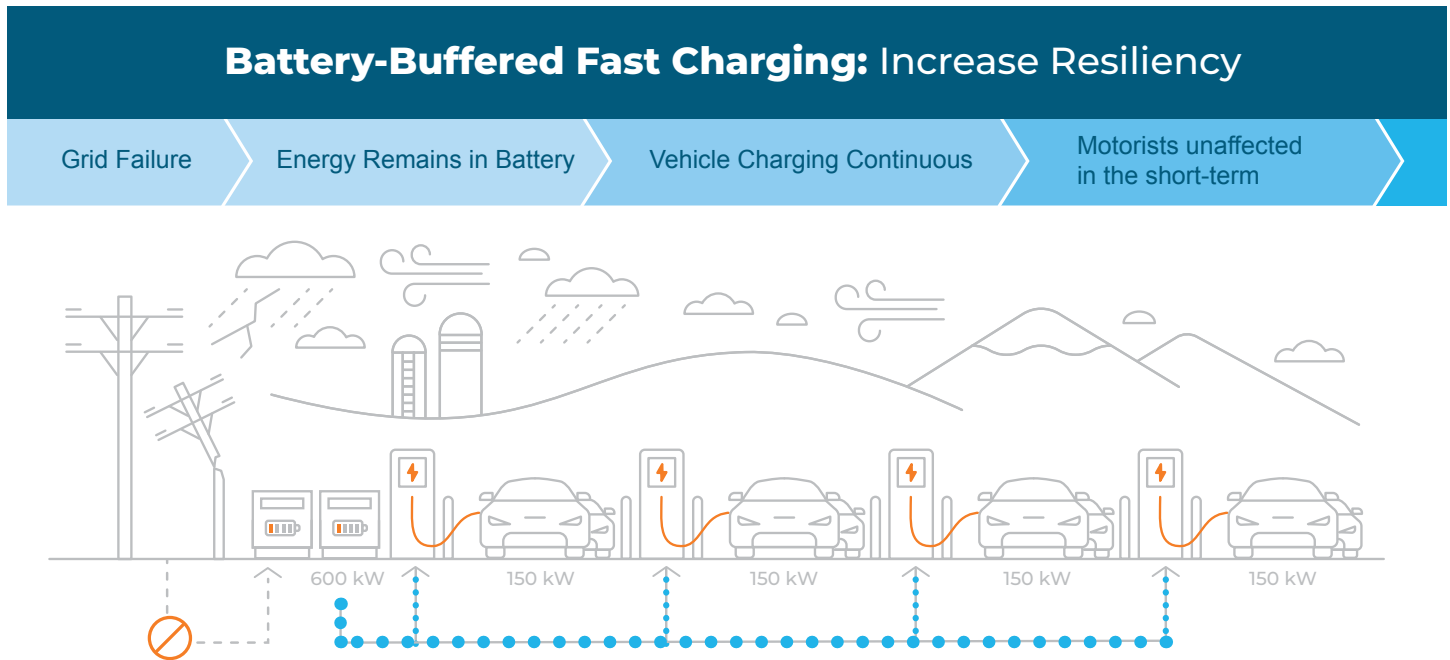 Battery-Buffered Fast Charging: Increase Resiliency
Grid Failure
Energy Remains in Battery
Vehicle Charging Continuous
Motorists unaffected
in the short-term
600 kW
150 kW
150 kW
150 kW
150 kW